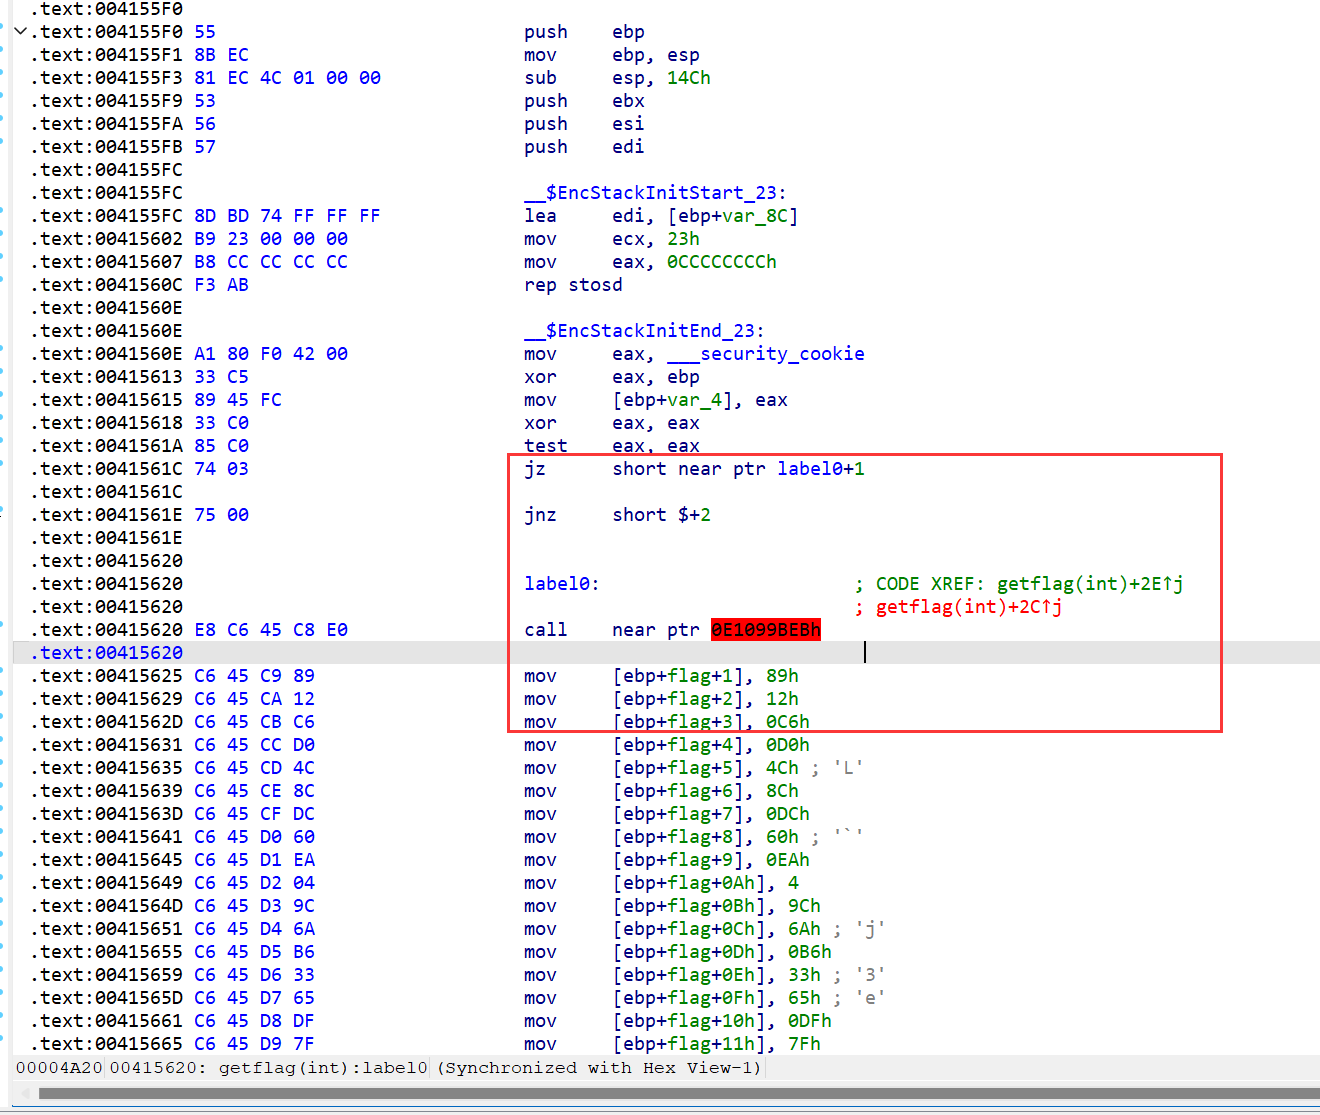 .text:004155F0
.text:004155F0 55 push ebp
.text:004155F1 8B EC mov ebp, esp
.text:004155F3 81 EC 4C 01 00 00 sub esp, 14Ch
.text:004155F9 53 push ebx
.text:004155FA 56 push esi
.text:004155FB 57 push edi
.text:004155FC
.text:004155FC __$EncStackInitStart_23:
.text:004155FC 8D BD 74 FF FF FF lea edi, [ebp+var_8C]
.text:00415602 B9 23 00 00 00 mov ecx, 23h
.text:00415607 B8 CC CC CC CC mov eax, 0CCCCCCCCh
.text:0041560C F3 AB rep stosd
.text:0041560E
.text:0041560E __$EncStackInitEnd_23:
.text:0041560E A1 80 F0 42 00 mov eax, ___security_cookie
.text:00415613 33 C5 xor eax, ebp
.text:00415615 89 45 FC mov [ebp+var_4], eax
.text:00415618 33 C0 xor eax, eax
.text:0041561A 85 C0 test eax, eax
.text:0041561C 74 03 jz short near ptr label0+1
.text:0041561C
.text:0041561E 75 00 jnz short $+2
.text:0041561E
.text:00415620
.text:00415620 label0: ; CODE XREF: getflag(int)+2E↑j
.text:00415620 ; getflag(int)+2C↑j
.text:00415620 E8 C6 45 C8 E0 call near ptr 0E1099BEBh
.text:00415620
.text:00415625 C6 45 C9 89 mov [ebp+flag+1], 89h
.text:00415629 C6 45 CA 12 mov [ebp+flag+2], 12h
.text:0041562D C6 45 CB C6 mov [ebp+flag+3], 0C6h
.text:00415631 C6 45 CC D0 mov [ebp+flag+4], 0D0h
.text:00415635 C6 45 CD 4C mov [ebp+flag+5], 4Ch ; 'L'
.text:00415639 C6 45 CE 8C mov [ebp+flag+6], 8Ch
.text:0041563D C6 45 CF DC mov [ebp+flag+7], 0DCh
.text:00415641 C6 45 D0 60 mov [ebp+flag+8], 60h ; '`'
.text:00415645 C6 45 D1 EA mov [ebp+flag+9], 0EAh
.text:00415649 C6 45 D2 04 mov [ebp+flag+0Ah], 4
.text:0041564D C6 45 D3 9C mov [ebp+flag+0Bh], 9Ch
.text:00415651 C6 45 D4 6A mov [ebp+flag+0Ch], 6Ah ; 'j'
.text:00415655 C6 45 D5 B6 mov [ebp+flag+0Dh], 0B6h
.text:00415659 C6 45 D6 33 mov [ebp+flag+0Eh], 33h ; '3'
.text:0041565D C6 45 D7 65 mov [ebp+flag+0Fh], 65h ; 'e'
.text:00415661 C6 45 D8 DF mov [ebp+flag+10h], 0DFh
.text:00415665 C6 45 D9 7F mov [ebp+flag+11h], 7Fh
00004A20 00415620: getflag(int):label0 (Synchronized with Hex View-1)